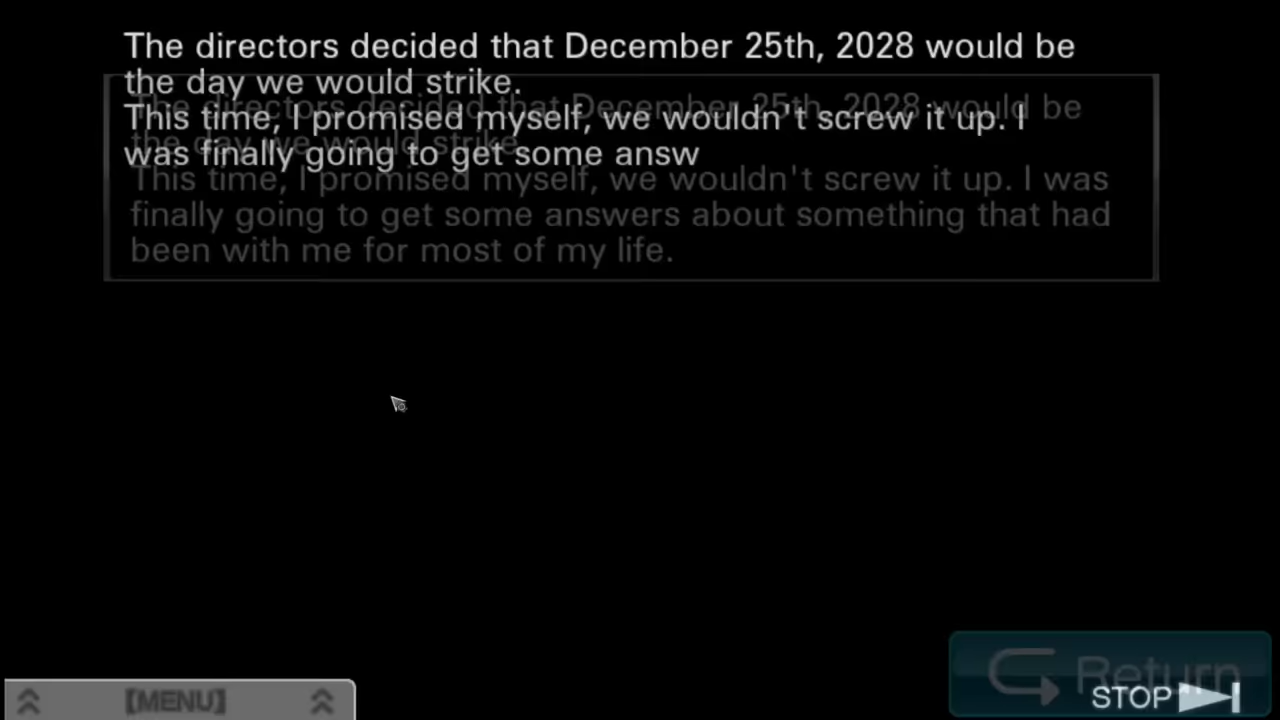 The directors decided that December 25th, 2028 would be
the day we would strike.
This time, I promised myself, we wouldn't screw it up. I
was finally going to get some answ
The directors decided that December 25th, 2028 would be
the day we would strike.
This time, I promised myself, we wouldn't screw it up. I was
finally going to get some answers about something that had
been with me for most of my life.
[MENU]
Return
STOP